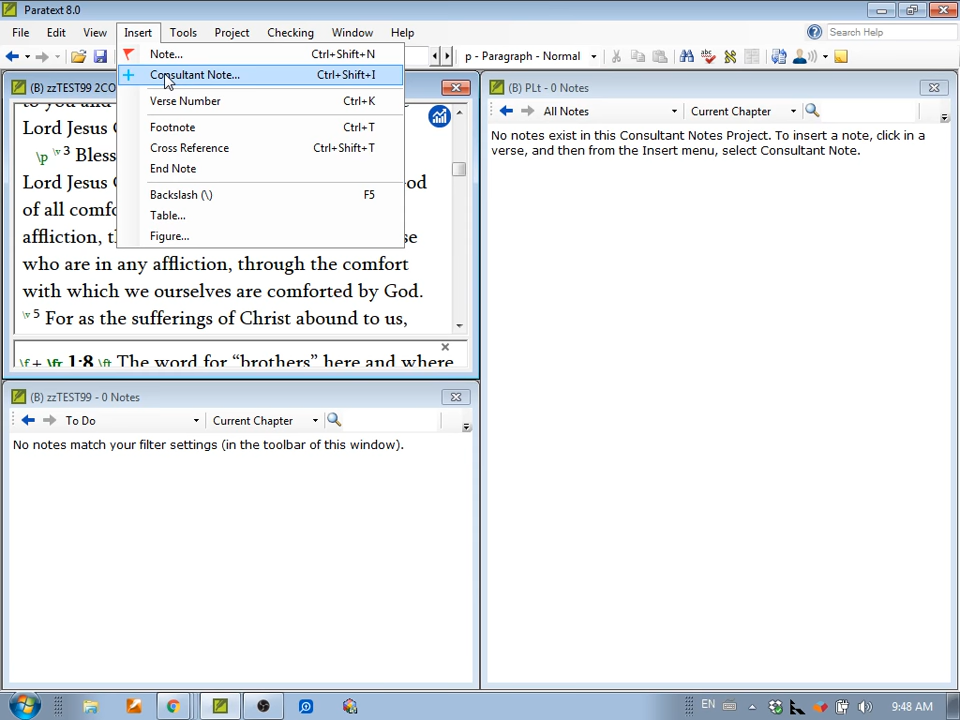 Paratext 8.0
File Edit View Insert Tools Project Checking Window Help
Search Help
p - Paragraph - Normal
Note... Ctrl+Shift+N
Consultant Note... Ctrl+Shift+I
Verse Number Ctrl+K
Footnote Ctrl+T
Cross Reference Ctrl+Shift+T
End Note
Backslash (\) F5
Table...
Figure...
(B) zzTEST99 2CO
to you and
Lord Jesus C
\p \v 3 Bless
Lord Jesus od
of all comfo
affliction, th se
who are in any affliction, through the comfort
with which we ourselves are comforted by God.
\v 5 For as the sufferings of Christ abound to us,
\f + \fr 1:8 \ft The word for “brothers” here and where
(B) PLt - 0 Notes
All Notes Current Chapter
No notes exist in this Consultant Notes Project. To insert a note, click in a
verse, and then from the Insert menu, select Consultant Note.
(B) zzTEST99 - 0 Notes
To Do Current Chapter
No notes match your filter settings (in the toolbar of this window).
EN 9:48 AM